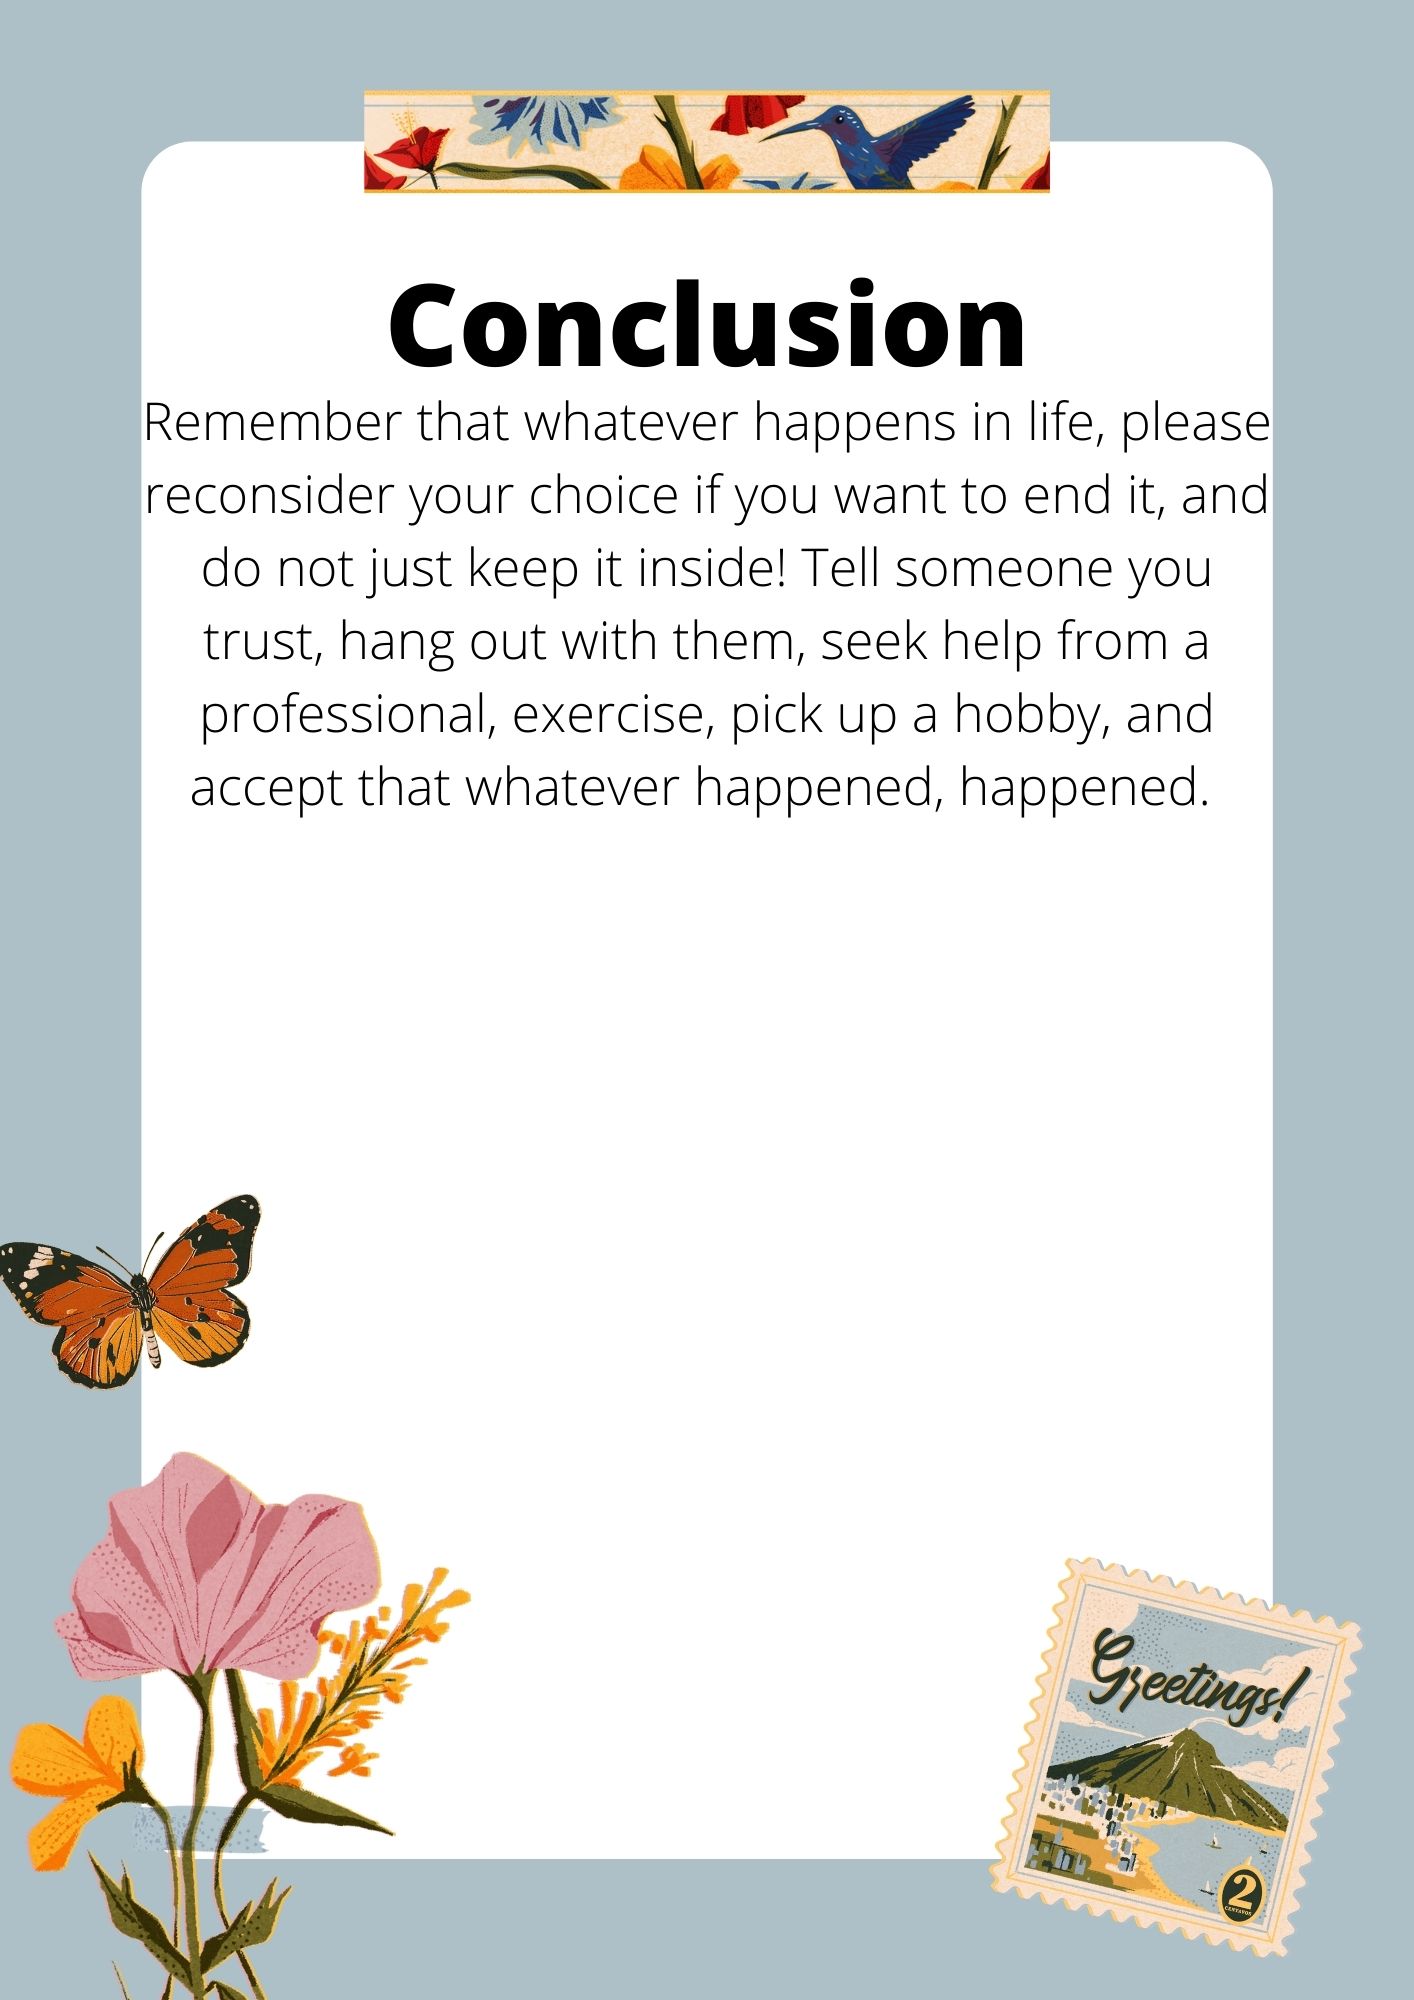 Conclusion
Remember that whatever happens in life, please
reconsider your choice if you want to end it, and
do not just keep it inside! Tell someone you
trust, hang out with them, seek help from a
professional, exercise, pick up a hobby, and
accept that whatever happened, happened.
Greetings!
2
CENTAVOS